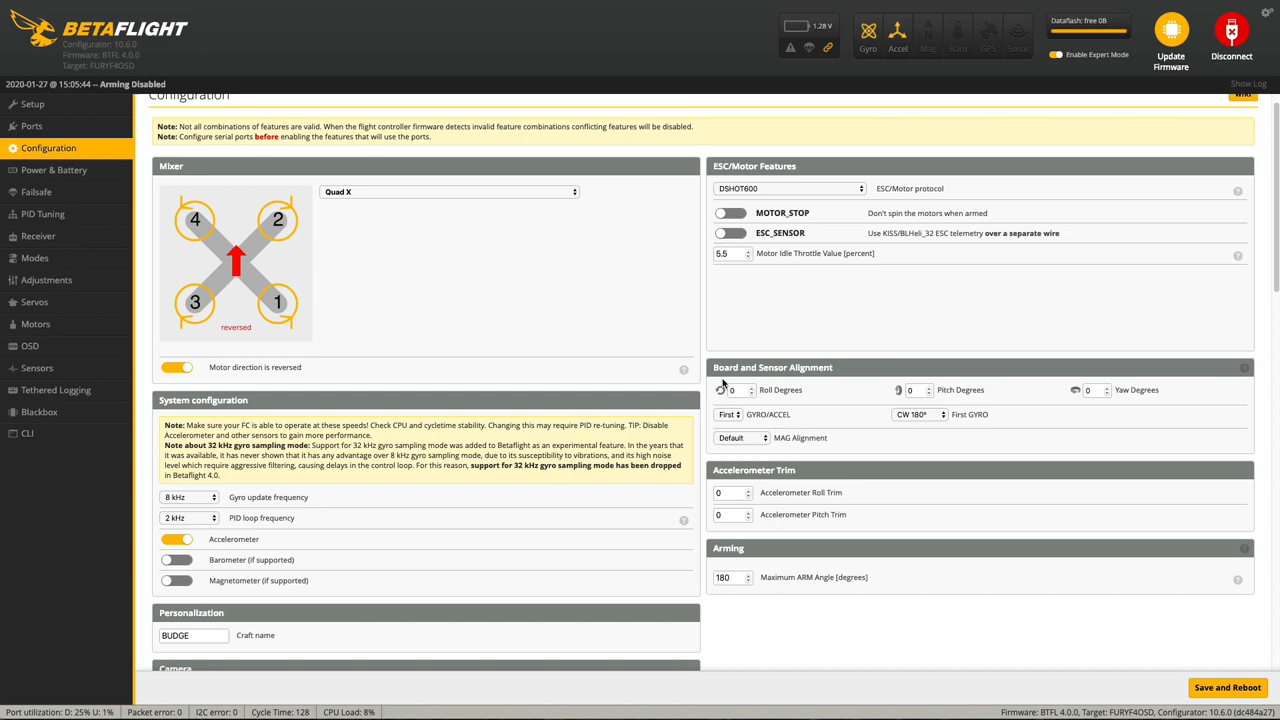 BETAFLIGHT
Configurator: 10.6.0
Firmware: BTFL 4.0.0
Target: FURYF4OSD
1.28 V
Gyro
Accel
Mag
Baro
GPS
Sonar
Dataflash: free 0B
Enable Expert Mode
Update
Firmware
Disconnect
2020-01-27 @ 15:05:44 -- Arming Disabled
Show Log
Setup
Ports
Configuration
Power & Battery
Failsafe
PID Tuning
Receiver
Modes
Adjustments
Servos
Motors
OSD
Sensors
Tethered Logging
Blackbox
CLI
Configuration
WIKI
Note: Not all combinations of features are valid. When the flight controller firmware detects invalid feature combinations conflicting features will be disabled.
Note: Configure serial ports before enabling the features that will use the ports.
Mixer
Quad X
4
2
3
1
reversed
Motor direction is reversed
System configuration
Note: Make sure your FC is able to operate at these speeds! Check CPU and cycletime stability. Changing this may require PID re-tuning. TIP: Disable
Accelerometer and other sensors to gain more performance.
Note about 32 kHz gyro sampling mode: Support for 32 kHz gyro sampling mode was added to Betaflight as an experimental feature. In the years that
it was available, it has never shown that it has any advantage over 8 kHz gyro sampling mode, due to its susceptibility to vibrations, and its high noise
level which require aggressive filtering, causing delays in the control loop. For this reason, support for 32 kHz gyro sampling mode has been dropped
in Betaflight 4.0.
8 kHz
Gyro update frequency
2 kHz
PID loop frequency
Accelerometer
Barometer (if supported)
Magnetometer (if supported)
Personalization
BUDGE
Craft name
Camera
ESC/Motor Features
DSHOT600
ESC/Motor protocol
MOTOR_STOP
Don't spin the motors when armed
ESC_SENSOR
Use KISS/BLHeli_32 ESC telemetry over a separate wire
5.5
Motor Idle Throttle Value [percent]
Board and Sensor Alignment
0
Roll Degrees
0
Pitch Degrees
0
Yaw Degrees
First
GYRO/ACCEL
CW 180°
First GYRO
Default
MAG Alignment
Accelerometer Trim
0
Accelerometer Roll Trim
0
Accelerometer Pitch Trim
Arming
180
Maximum ARM Angle [degrees]
Save and Reboot
Port utilization: D: 25% U: 1%
Packet error: 0
I2C error: 0
Cycle Time: 128
CPU Load: 8%
Firmware: BTFL 4.0.0, Target: FURYF4OSD, Configurator: 10.6.0 (dc484a27)